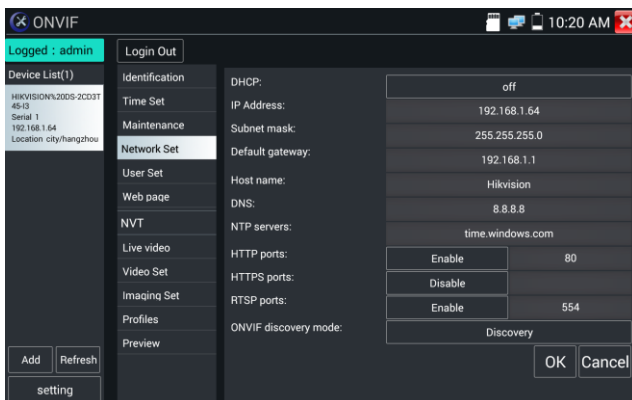 ONVIF
10:20 AM
Logged : admin
Login Out
Device List(1)
HIKVISION%20DS-2CD3T
45-I3
Serial 1
192.168.1.64
Location city/hangzhou
Add
Refresh
setting
Identification
Time Set
Maintenance
Network Set
User Set
Web page
NVT
Live video
Video Set
Imaging Set
Profiles
Preview
DHCP: off
IP Address: 192.168.1.64
Subnet mask: 255.255.255.0
Default gateway: 192.168.1.1
Host name: Hikvision
DNS: 8.8.8.8
NTP servers: time.windows.com
HTTP ports: Enable 80
HTTPS ports: Disable
RTSP ports: Enable 554
ONVIF discovery mode: Discovery
OK Cancel